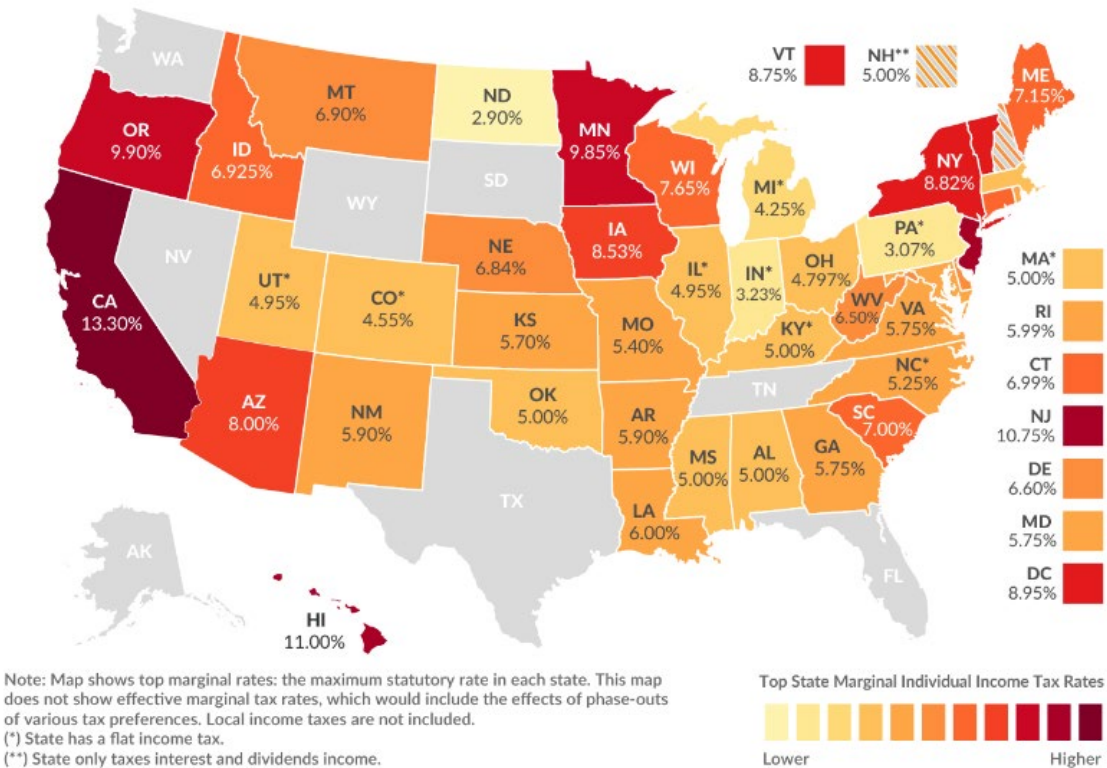 WA
VT
8.75%
NH**
5.00%
ME
7.15%
MT
6.90%
ND
2.90%
OR
9.90%
ID
6.925%
MN
9.85%
WI
7.65%
NY
8.82%
SD
MI*
4.25%
WY
IA
8.53%
PA*
3.07%
NE
6.84%
NV
UT*
4.95%
CO*
4.55%
IL*
4.95%
IN*
3.23%
OH
4.797%
WV
6.50%
VA
5.75%
CA
13.30%
KS
5.70%
MO
5.40%
KY*
5.00%
NC*
5.25%
TN
AZ
8.00%
NM
5.90%
OK
5.00%
AR
5.90%
SC
7.00%
MS
5.00%
AL
5.00%
GA
5.75%
TX
LA
6.00%
AK
FL
HI
11.00%
MA*
5.00%
RI
5.99%
CT
6.99%
NJ
10.75%
DE
6.60%
MD
5.75%
DC
8.95%
Note: Map shows top marginal rates: the maximum statutory rate in each state. This map
does not show effective marginal tax rates, which would include the effects of phase-outs
of various tax preferences. Local income taxes are not included.
(*) State has a flat income tax.
(**) State only taxes interest and dividends income.
Top State Marginal Individual Income Tax Rates
Lower Higher